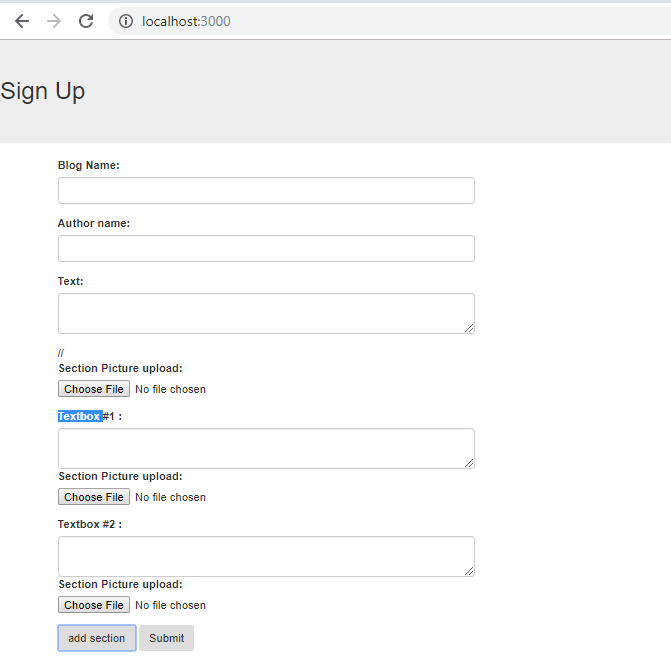 localhost:3000
Sign Up
Blog Name:
Author name:
Text:
//
Section Picture upload:
Choose File No file chosen
Textbox #1 :
Section Picture upload:
Choose File No file chosen
Textbox #2 :
Section Picture upload:
Choose File No file chosen
add section Submit